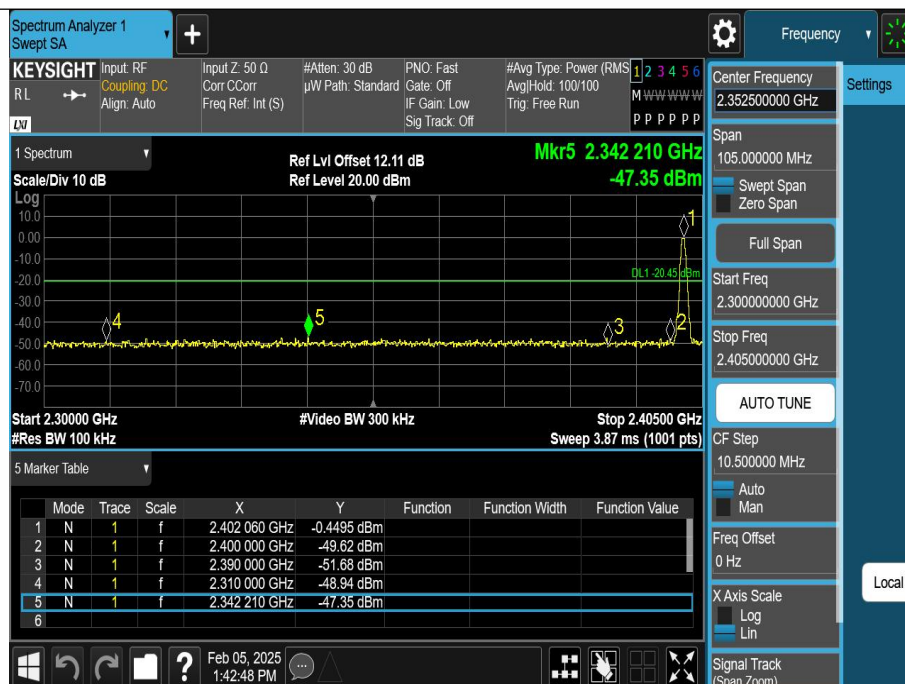 Spectrum Analyzer 1
Swept SA
+
Frequency
KEYSIGHT
RL
LXI
Input: RF
Coupling: DC
Align: Auto
Input Z: 50 Ω
Corr CCorr
Freq Ref: Int (S)
#Atten: 30 dB
µW Path: Standard
PNO: Fast
Gate: Off
IF Gain: Low
Sig Track: Off
#Avg Type: Power (RMS
Avg|Hold: 100/100
Trig: Free Run
1 2 3 4 5 6
M W W W W W
P P P P P P
1 Spectrum
Scale/Div 10 dB
Ref Lvl Offset 12.11 dB
Ref Level 20.00 dBm
Mkr5 2.342 210 GHz
-47.35 dBm
Log
10.0
0.00
-10.0
-20.0
-30.0
-40.0
-50.0
-60.0
-70.0
DL1 -20.45 dBm
1
2
3
4
5
Start 2.30000 GHz
#Res BW 100 kHz
#Video BW 300 kHz
Stop 2.40500 GHz
Sweep 3.87 ms (1001 pts)
5 Marker Table
Mode Trace Scale X Y Function Function Width Function Value
1 N 1 f 2.402 060 GHz -0.4495 dBm
2 N 1 f 2.400 000 GHz -49.62 dBm
3 N 1 f 2.390 000 GHz -51.68 dBm
4 N 1 f 2.310 000 GHz -48.94 dBm
5 N 1 f 2.342 210 GHz -47.35 dBm
6
?
Feb 05, 2025
1:42:48 PM
Center Frequency
2.352500000 GHz
Settings
Span
105.000000 MHz
Swept Span
Zero Span
Full Span
Start Freq
2.300000000 GHz
Stop Freq
2.405000000 GHz
AUTO TUNE
CF Step
10.500000 MHz
Auto
Man
Freq Offset
0 Hz
X Axis Scale
Log
Lin
Local
Signal Track
(Span Zoom)